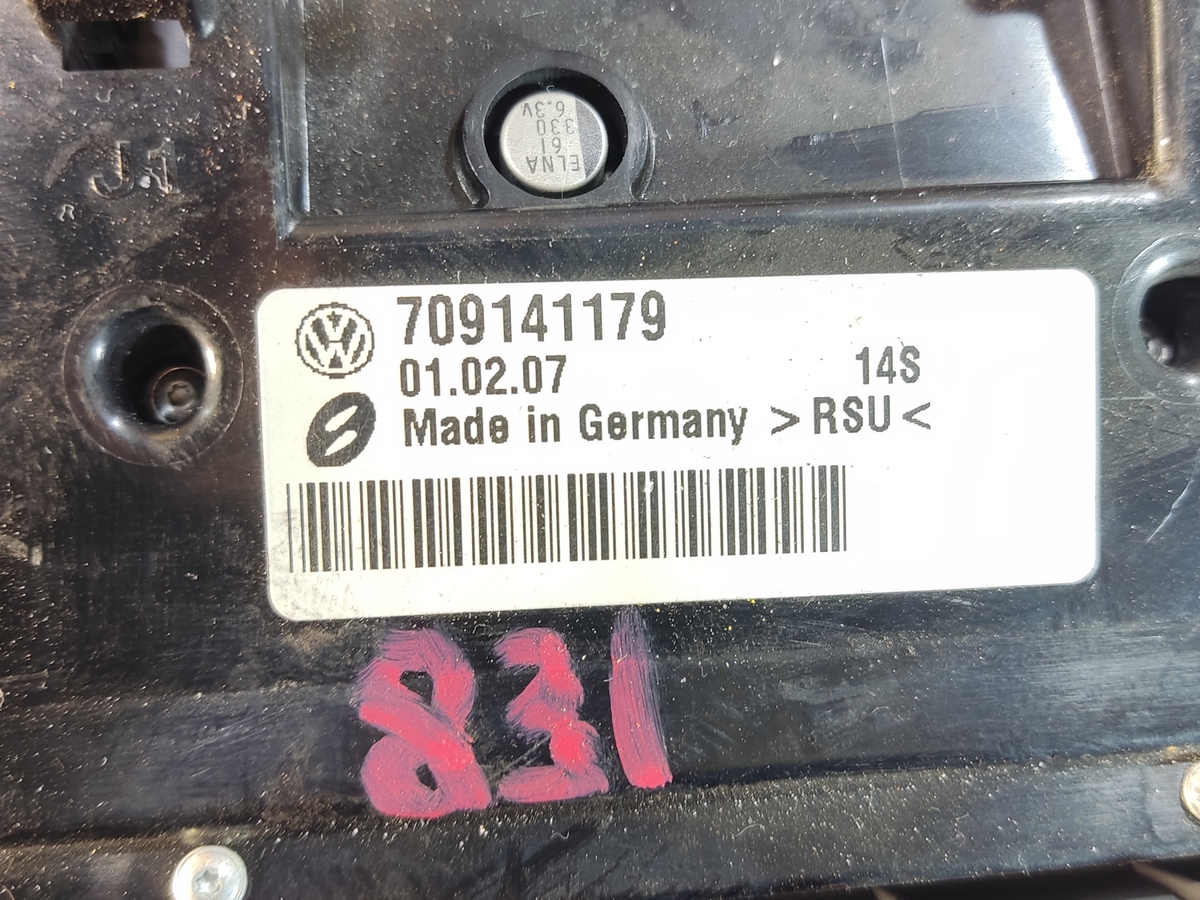 J1
ELNA
61
330
6.3V
709141179
01.02.07 14S
Made in Germany >RSU<
831